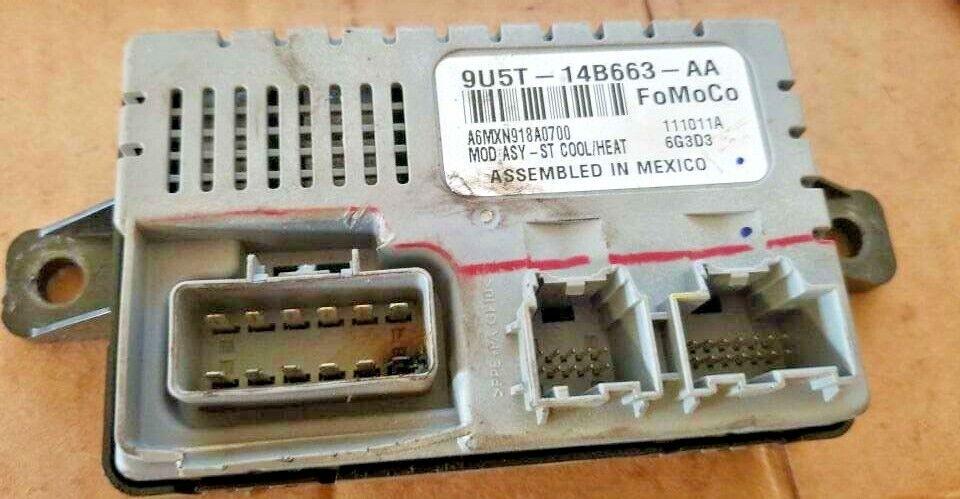 9U5T-14B663-AA
FoMoCo
A6MXN918A0700
111011A
MOD ASY-ST COOL/HEAT
6G3D3
ASSEMBLED IN MEXICO